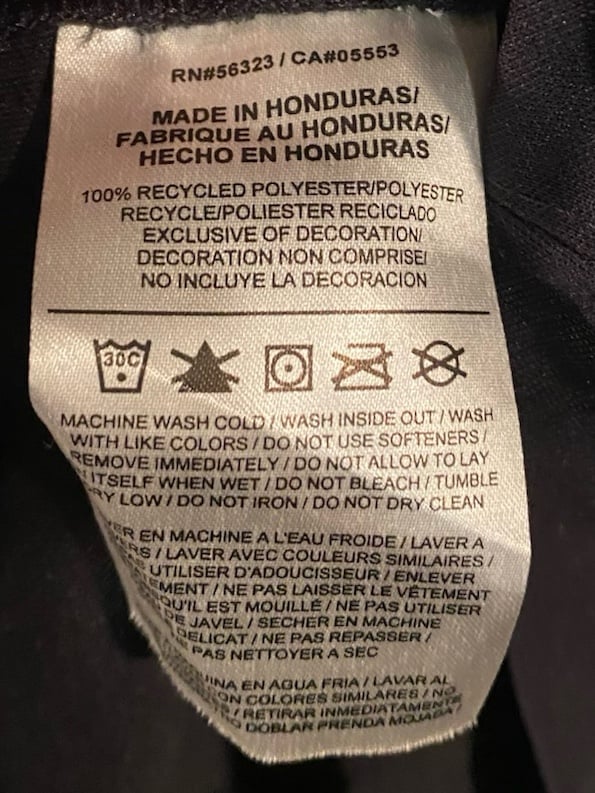 RN#56323 / CA#05553
MADE IN HONDURAS/
FABRIQUE AU HONDURAS/
HECHO EN HONDURAS
100% RECYCLED POLYESTER/POLYESTER
RECYCLE/POLIESTER RECICLADO
EXCLUSIVE OF DECORATION/
DECORATION NON COMPRISE/
NO INCLUYE LA DECORACION
30C
MACHINE WASH COLD / WASH INSIDE OUT / WASH
WITH LIKE COLORS / DO NOT USE SOFTENERS /
REMOVE IMMEDIATELY / DO NOT ALLOW TO LAY
ITSELF WHEN WET / DO NOT BLEACH / TUMBLE
LOW / DO NOT IRON / DO NOT DRY CLEAN
EN MACHINE A L'EAU FROIDE / LAVER A
/ LAVER AVEC COULEURS SIMILAIRES /
UTILISER D'ADOUCISSEUR / ENLEVER
/ NE PAS LAISSER LE VÊTEMENT
IL EST MOUILLÉ / NE PAS UTILISER
DE JAVEL / SECHER EN MACHINE
DELICAT / NE PAS REPASSER /
PAS NETTOYER A SEC
EN AGUA FRIA / LAVAR AL
COLORES SIMILARES / NO
/ RETIRAR INMEDIATAMENTE
DOBLAR PRENDA MOJADA /